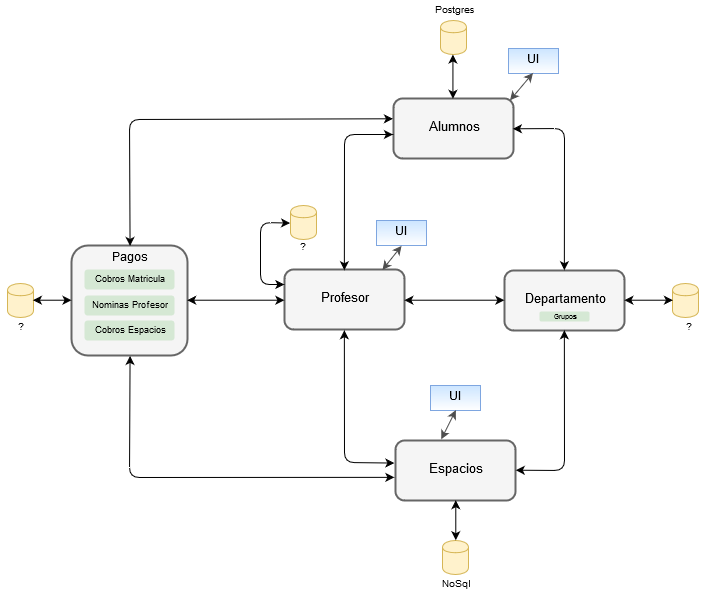 Postgres
UI
Alumnos
?
UI
Pagos
Cobros Matricula
Nominas Profesor
Cobros Espacios
Profesor
Departamento
Grupos
?
?
UI
Espacios
NoSql